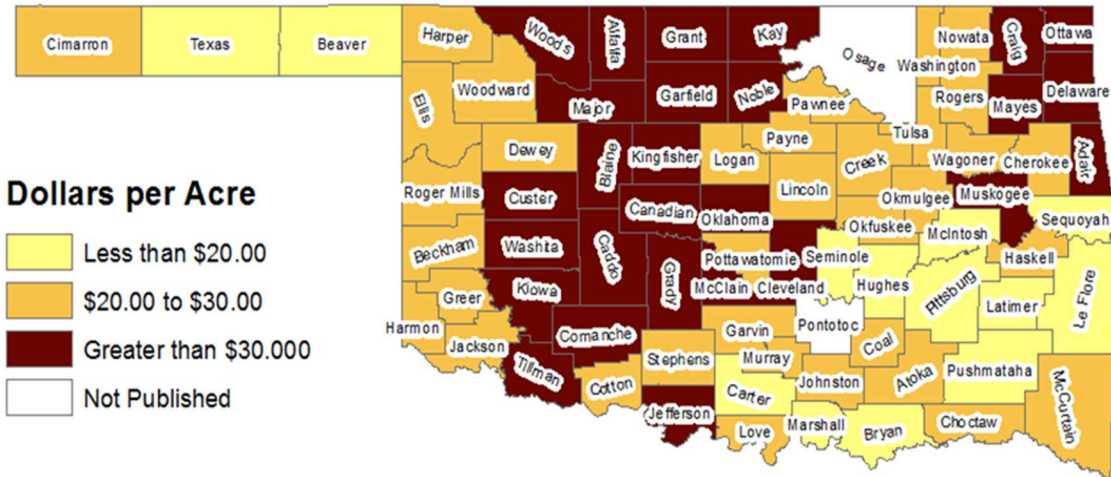 Cimarron
Texas
Beaver
Harper
Woods
Alfalfa
Grant
Kay
Osage
Nowata
Craig
Ottawa
Washington
Ellis
Woodward
Major
Garfield
Noble
Pawnee
Rogers
Mayes
Delaware
Dewey
Blaine
Kingfisher
Logan
Payne
Creek
Tulsa
Wagoner
Cherokee
Adair
Dollars per Acre
Roger Mills
Custer
Canadian
Oklahoma
Lincoln
Okmulgee
Muskogee
Less than $20.00
Beckham
Washita
Caddo
Grady
Pottawatomie
Seminole
Okfuskee
McIntosh
Sequoyah
Haskell
$20.00 to $30.00
Greer
Kiowa
McClain
Cleveland
Hughes
Pittsburg
Latimer
Le Flore
Greater than $30.000
Harmon
Jackson
Comanche
Stephens
Garvin
Pontotoc
Coal
Not Published
Tillman
Cotton
Murray
Johnston
Atoka
Pushmataha
McCurtain
Jefferson
Carter
Love
Marshall
Bryan
Choctaw